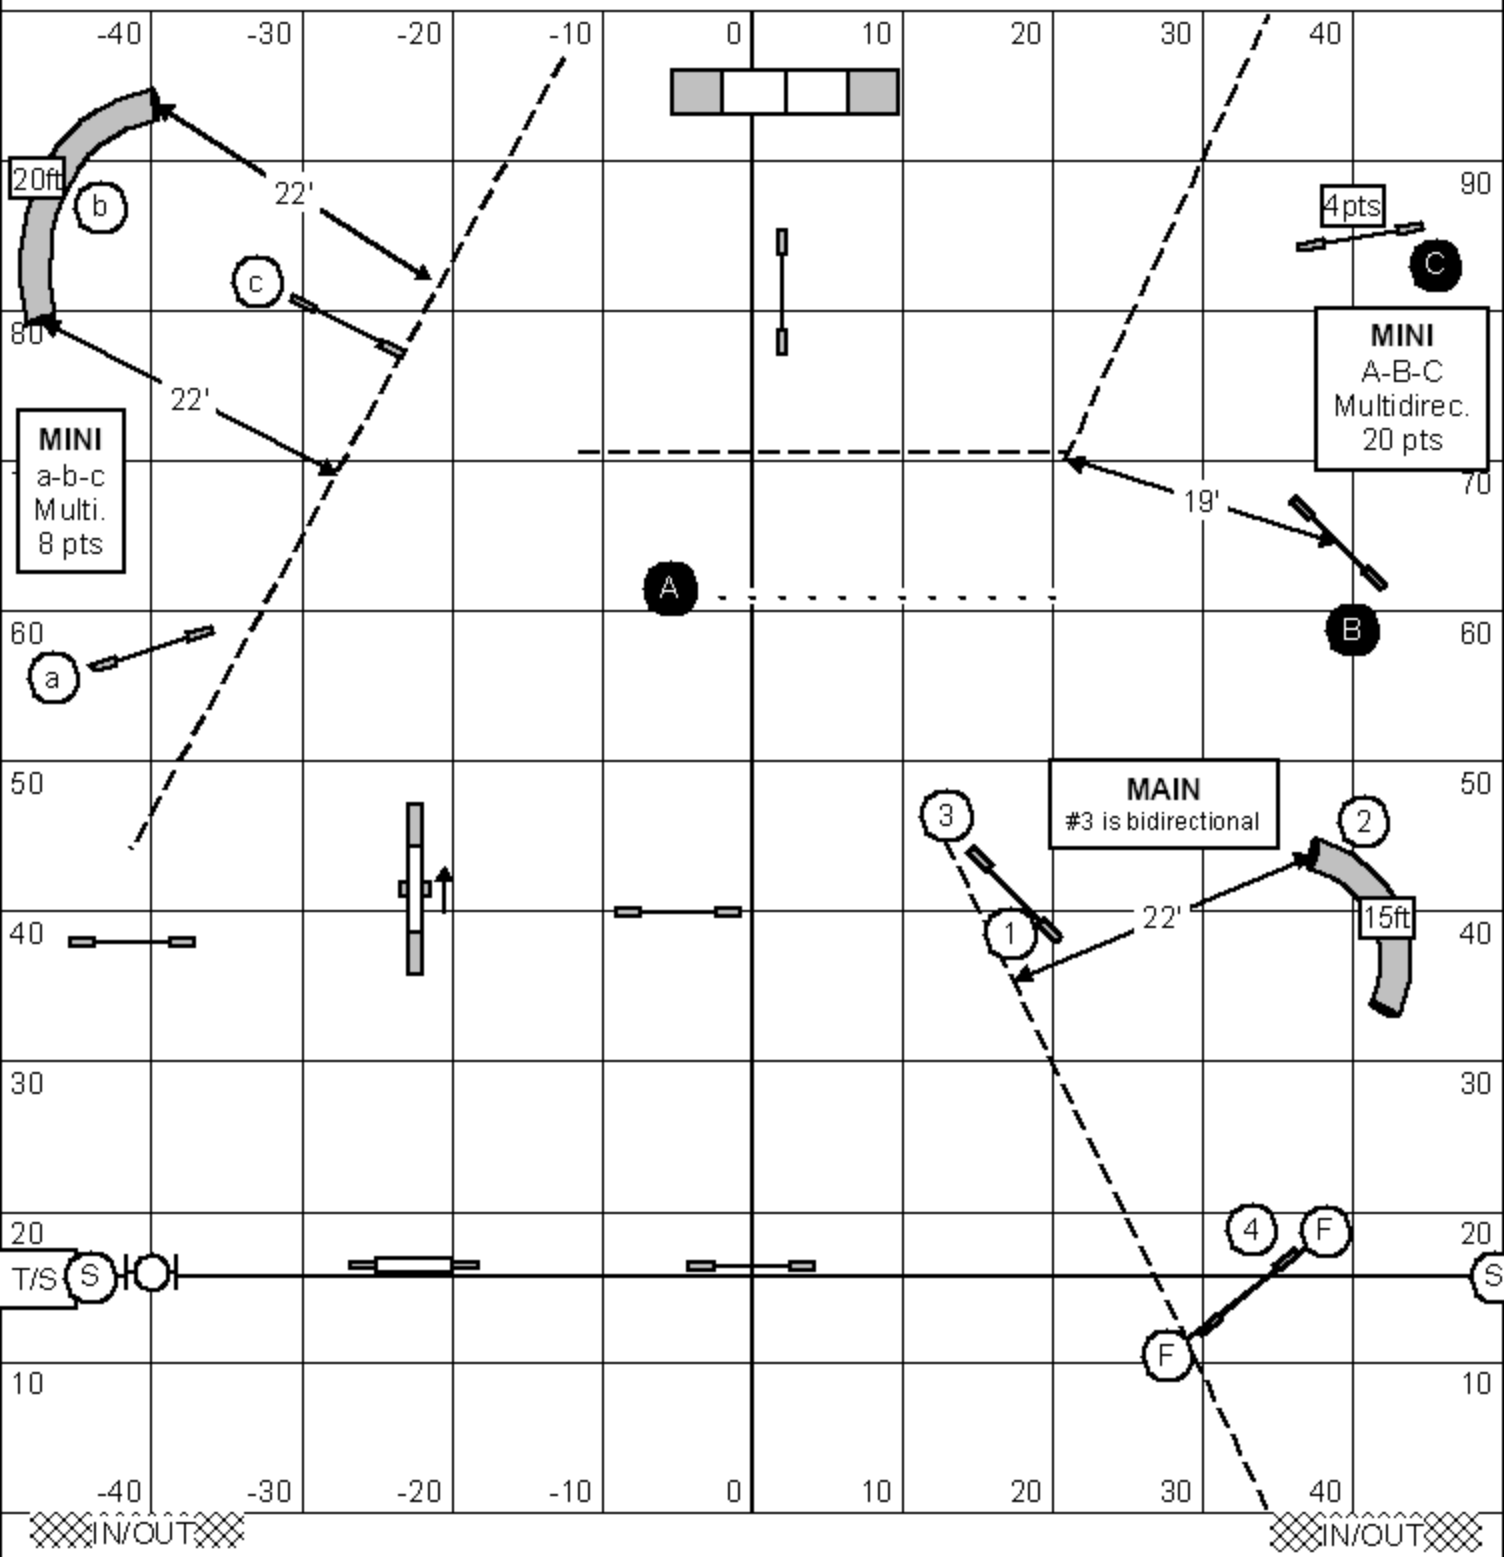 -40 -30 -20 -10 0 10 20 30 40
90
4pts
20ft
22'
b
C
c
80
MINI
A-B-C
Multidirec.
20 pts
22'
MINI
a-b-c
Multi.
8 pts
70
19'
A
60
B
60
a
50
MAIN
#3 is bidirectional
50
3
2
40
1
22'
15ft
40
30
30
20
4
F
20
T/S
S
S
F
10
10
-40 -30 -20 -10 0 10 20 30 40
IN/OUT
IN/OUT